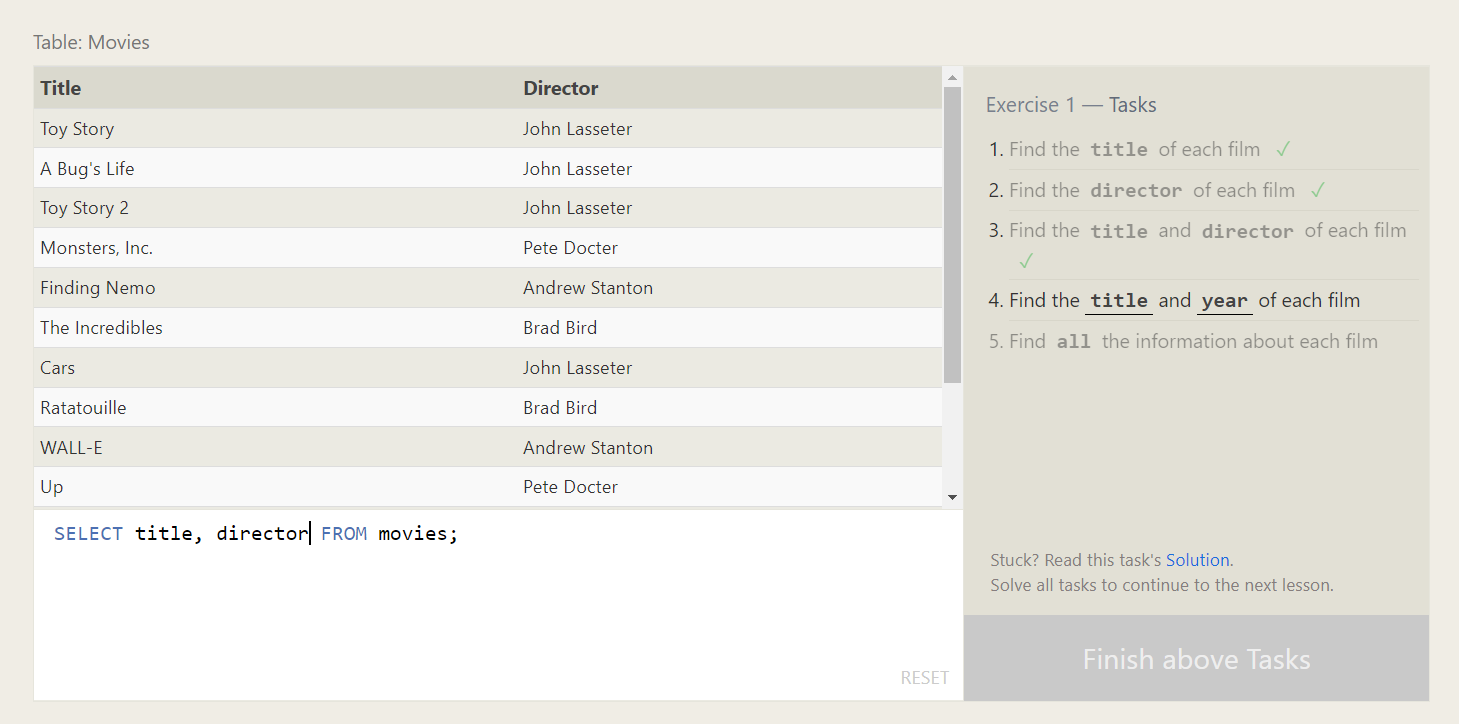 Table: Movies
Title Director
Toy Story John Lasseter
A Bug's Life John Lasseter
Toy Story 2 John Lasseter
Monsters, Inc. Pete Docter
Finding Nemo Andrew Stanton
The Incredibles Brad Bird
Cars John Lasseter
Ratatouille Brad Bird
WALL-E Andrew Stanton
Up Pete Docter
SELECT title, director FROM movies;
RESET
Exercise 1 — Tasks
1. Find the title of each film ✓
2. Find the director of each film ✓
3. Find the title and director of each film
✓
4. Find the title and year of each film
5. Find all the information about each film
Stuck? Read this task's Solution.
Solve all tasks to continue to the next lesson.
Finish above Tasks